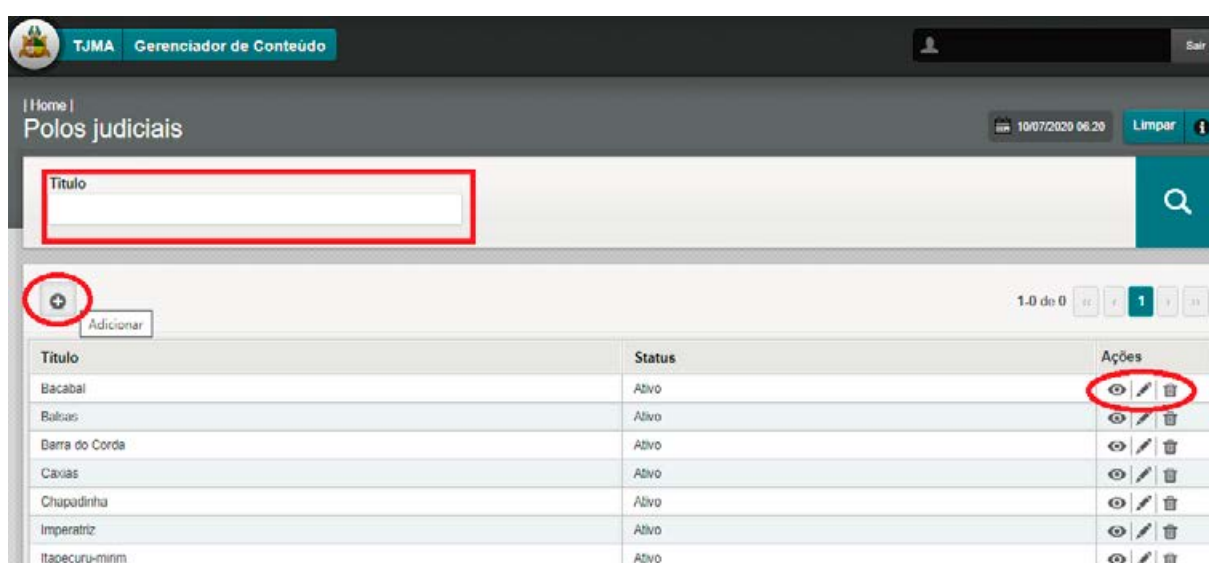 TJMA Gerenciador de Conteúdo
Sair
| Home |
Polos judiciais
10/07/2020 06.20 Limpar
Titulo
1-0 de 0 « ‹ 1 › »
Adicionar
Título Status Ações
Bacabal Ativo
Balsas Ativo
Barra do Corda Ativo
Caxias Ativo
Chapadinha Ativo
Imperatriz Ativo
Itapecuru-mirim Ativo